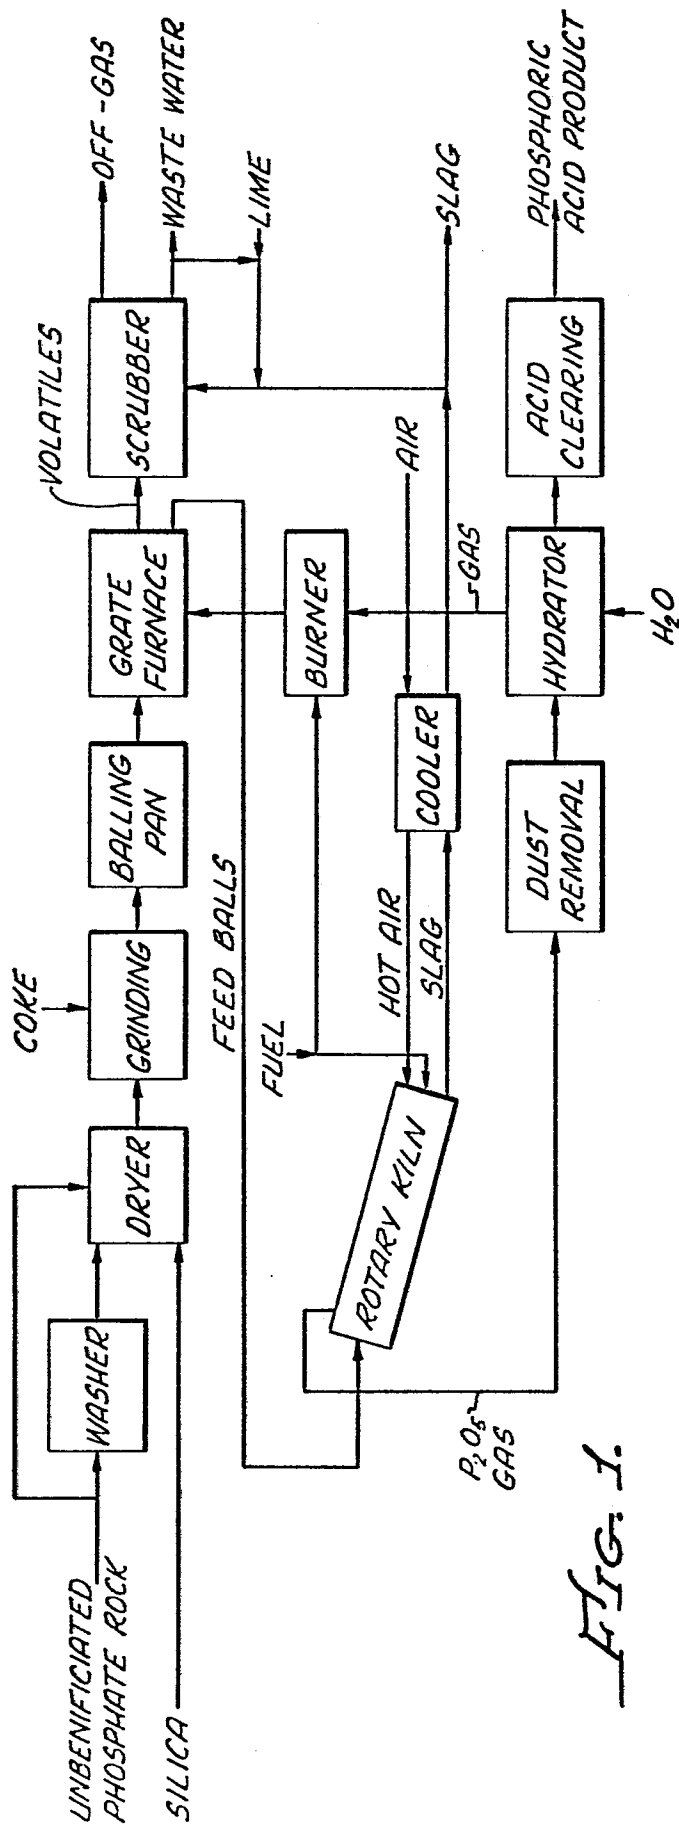 UNBENIFICIATED
PHOSPHATE ROCK
SILICA
WASHER
DRYER
COKE
GRINDING
BALLING
PAN
GRATE
FURNACE
VOLATILES
SCRUBBER
OFF-GAS
WASTE WATER
LIME
SLAG
FEED BALLS
FUEL
BURNER
AIR
HOT AIR
SLAG
COOLER
GAS
ROTARY KILN
P2O5
GAS
DUST
REMOVAL
HYDRATOR
H2O
ACID
CLEARING
PHOSPHORIC
ACID PRODUCT
FIG. 1.